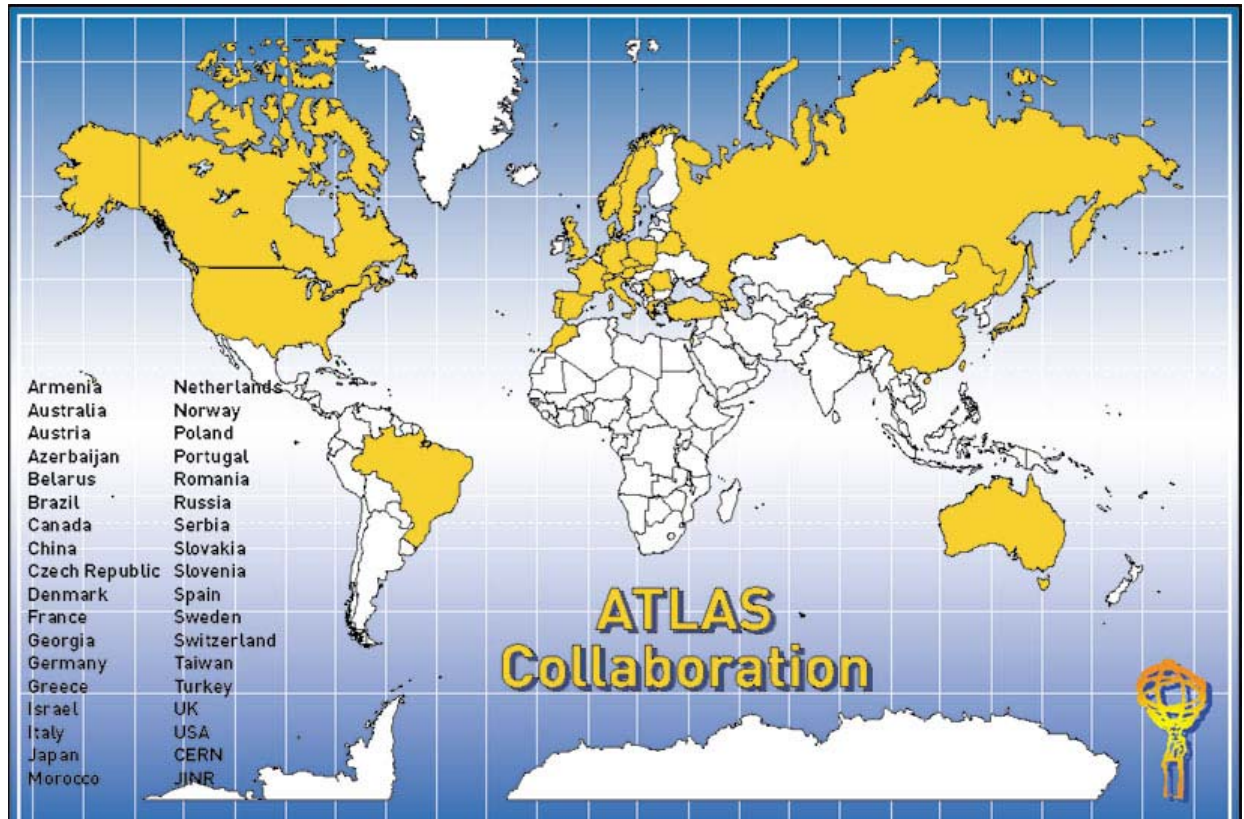 Armenia
Australia
Austria
Azerbaijan
Belarus
Brazil
Canada
China
Czech Republic
Denmark
France
Georgia
Germany
Greece
Israel
Italy
Japan
Morocco
Netherlands
Norway
Poland
Portugal
Romania
Russia
Serbia
Slovakia
Slovenia
Spain
Sweden
Switzerland
Taiwan
Turkey
UK
USA
CERN
JINR
ATLAS
Collaboration